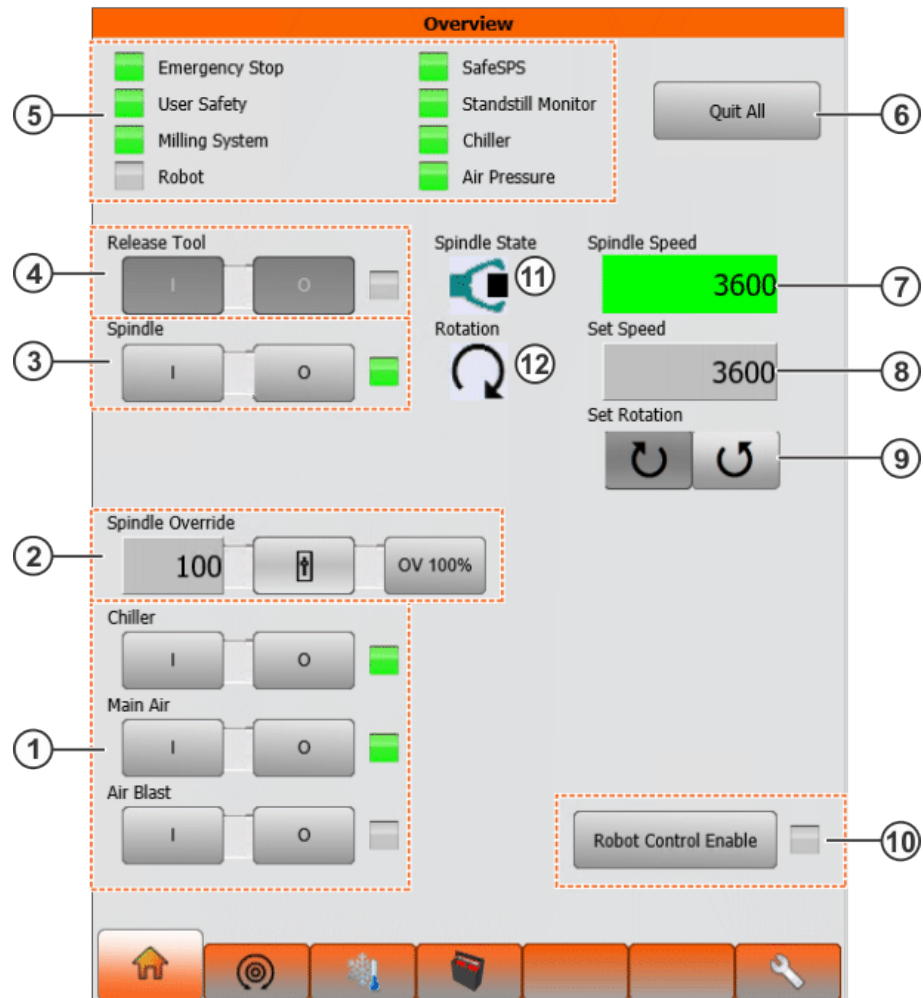 Overview
Emergency Stop SafeSPS
5 User Safety Standstill Monitor Quit All 6
Milling System Chiller
Robot Air Pressure
Release Tool Spindle State Spindle Speed
4 I O 11 3600 7
Spindle Rotation Set Speed
3 I O 12 3600 8
Set Rotation
9
Spindle Override
2 100 OV 100%
Chiller
I O
Main Air
1 I O
Air Blast
I O Robot Control Enable 10